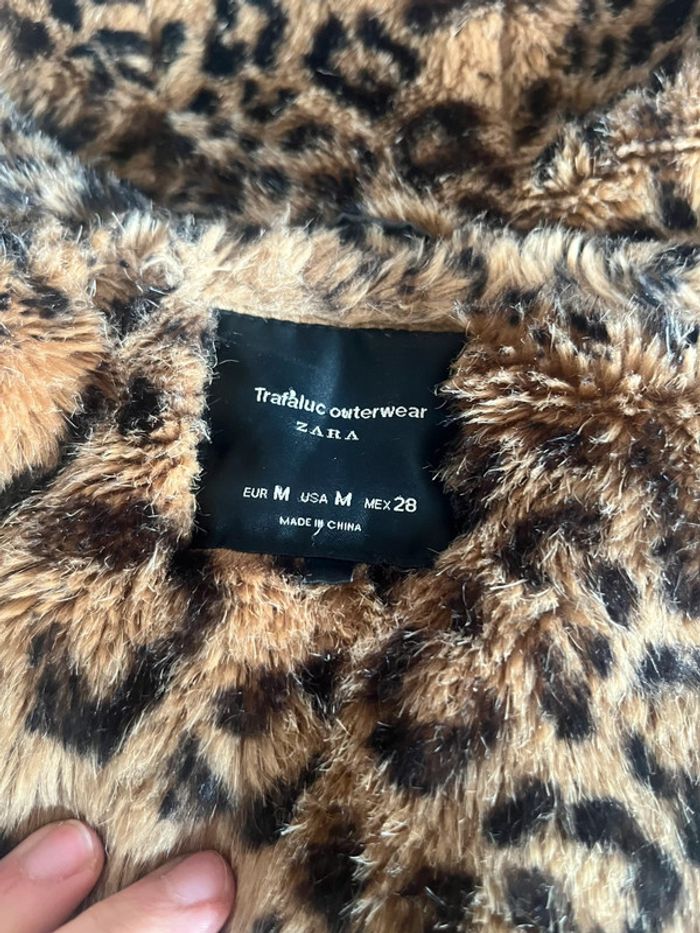 Trafaluc outerwear
ZARA
EUR M USA M MEX 28
MADE IN CHINA